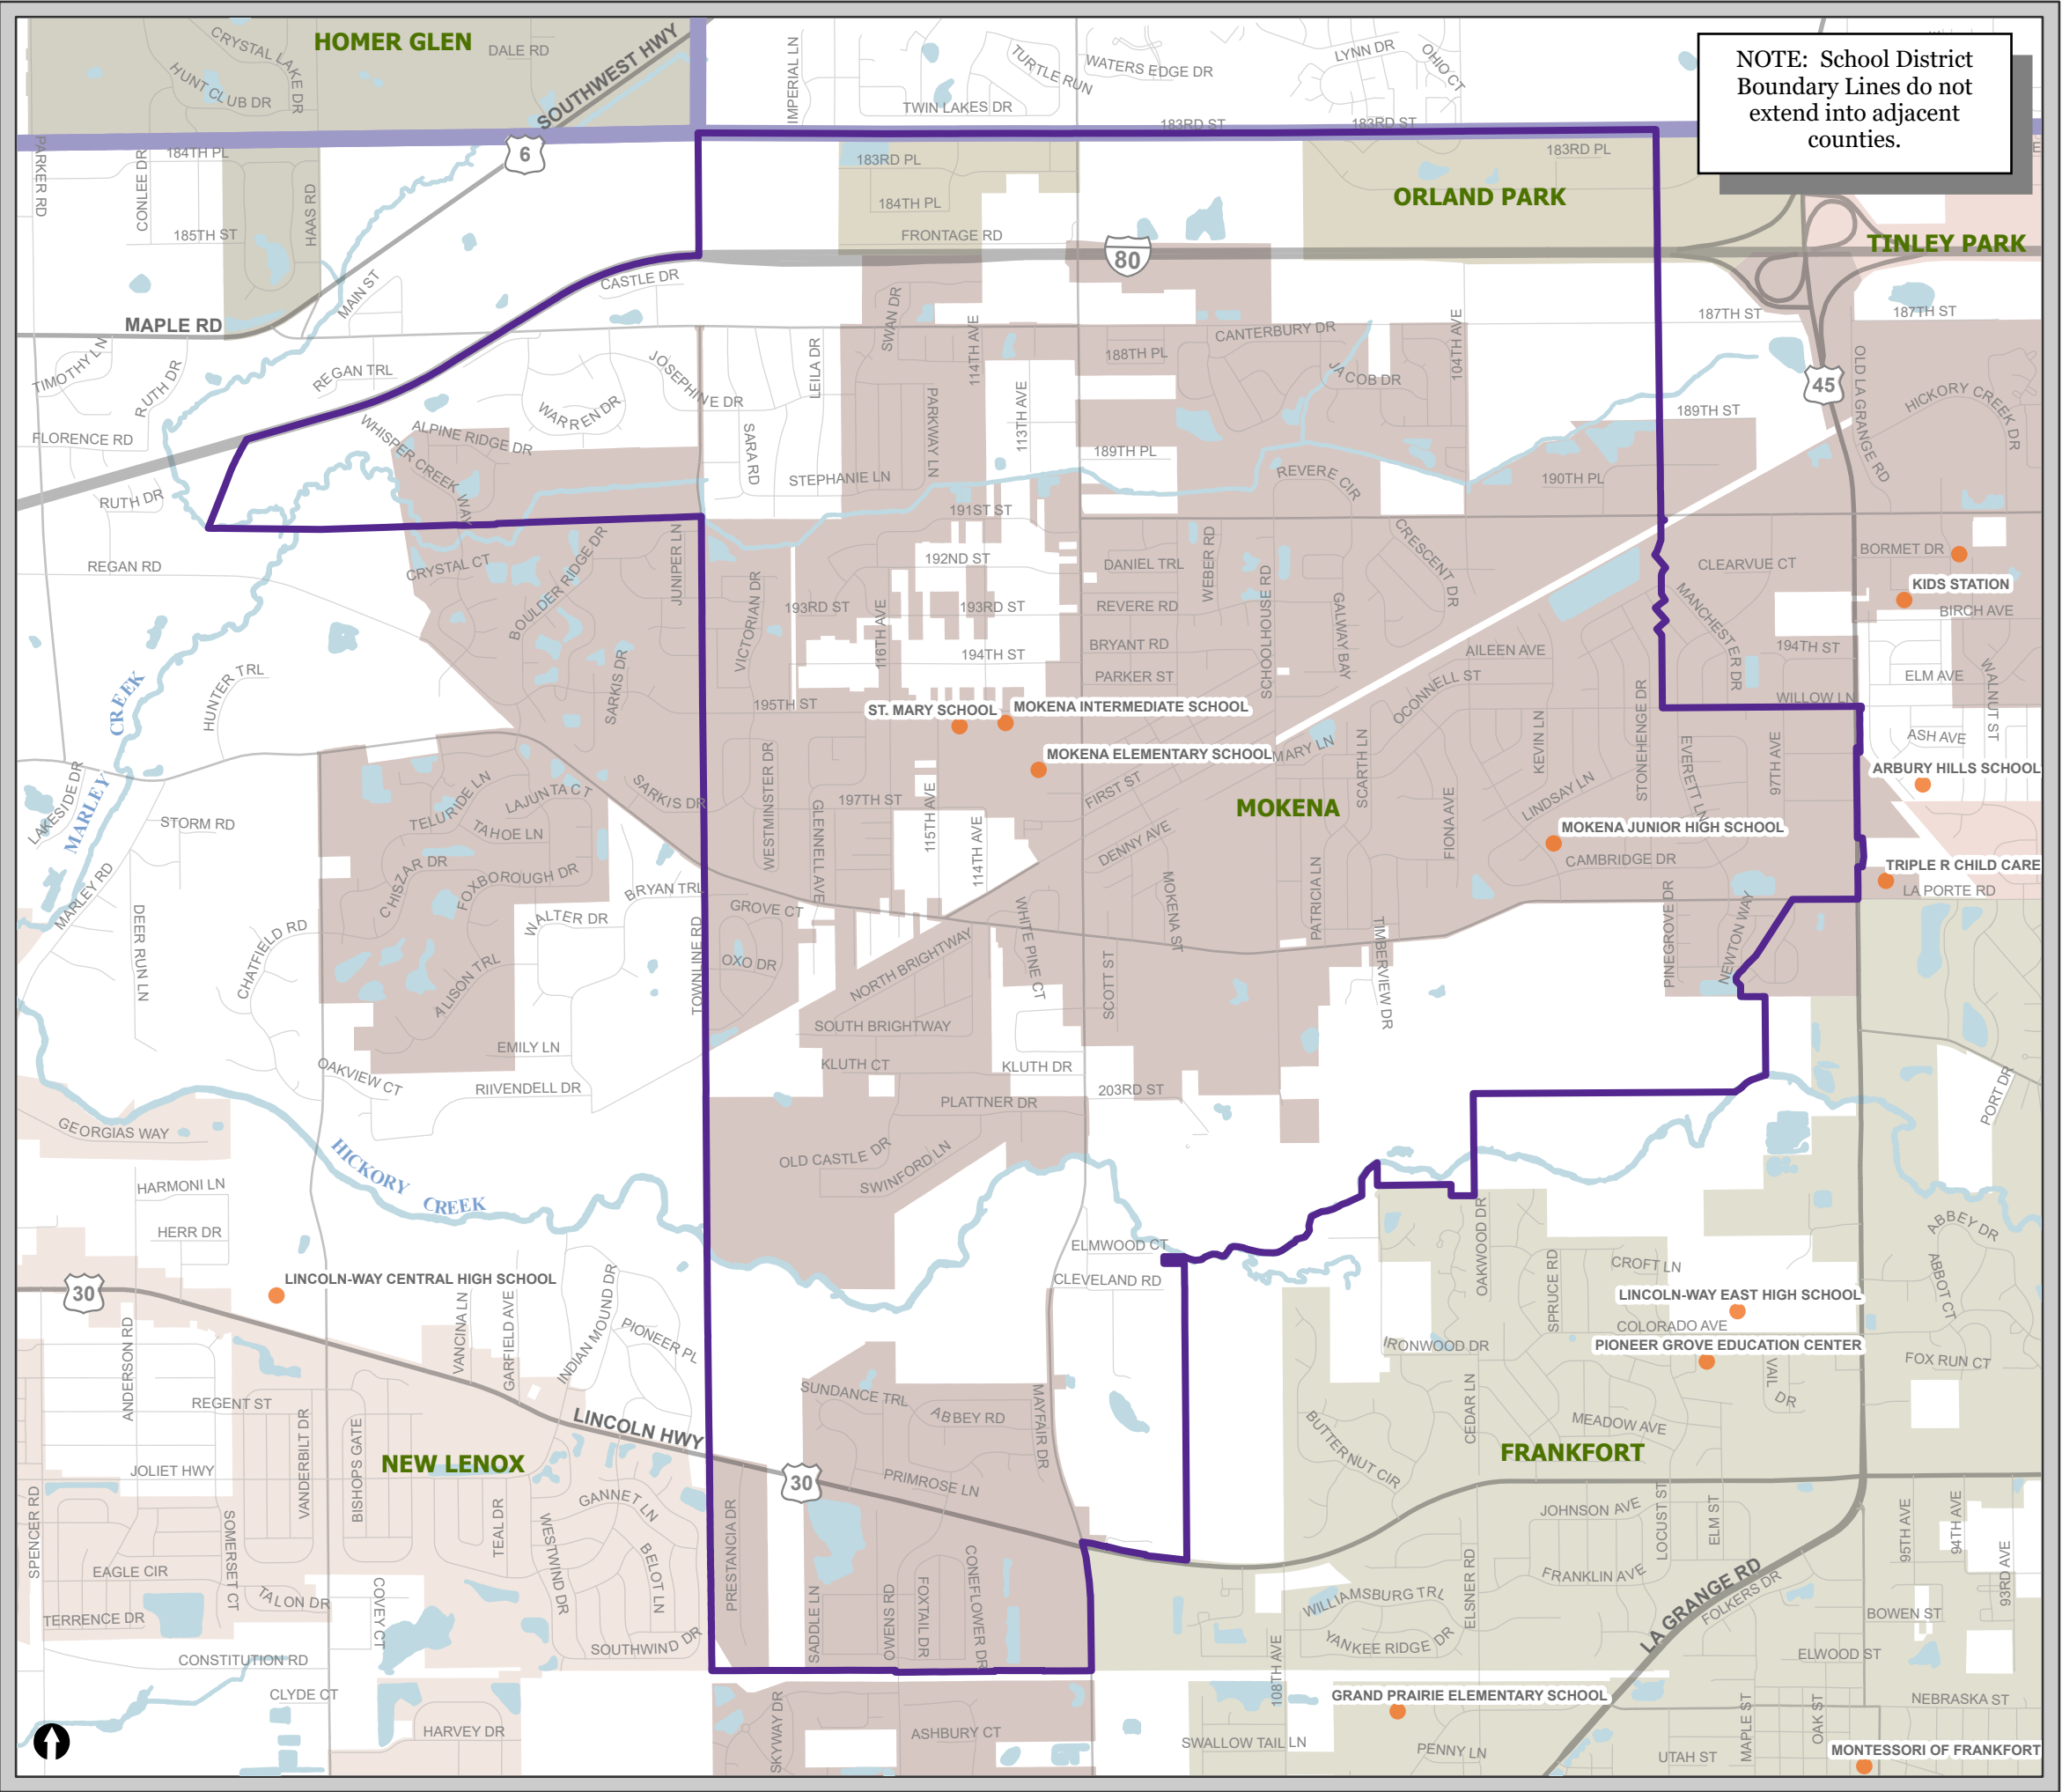 HOMER GLEN
DALE RD
CRYSTAL LAKE DR
HUNT CLUB DR
SOUTHWEST HWY
IMPERIAL LN
TURTLE RUN
WATERS EDGE DR
LYNN DR
OHIO CT
TWIN LAKES DR
183RD ST
183RD ST
NOTE: School District
Boundary Lines do not
extend into adjacent
counties.
PARKER RD
184TH PL
CONLEE DR
HAAS RD
185TH ST
6
183RD PL
184TH PL
FRONTAGE RD
183RD PL
ORLAND PARK
TINLEY PARK
80
MAIN ST
CASTLE DR
MAPLE RD
SWAN DR
114TH AVE
CANTERBURY DR
104TH AVE
187TH ST
187TH ST
TIMOTHY LN
RUTH DR
REGAN TRL
JOSEPHINE DR
LEILA DR
188TH PL
JACOB DR
45
OLD LA GRANGE RD
HICKORY CREEK DR
WARREN DR
PARKWAY LN
113TH AVE
189TH ST
FLORENCE RD
WHISPER CREEK WAY
ALPINE RIDGE DR
SARA RD
189TH PL
STEPHANIE LN
REVERE CIR
190TH PL
RUTH DR
191ST ST
REGAN RD
CRYSTAL CT
BOULDER RIDGE DR
JUNIPER LN
192ND ST
DANIEL TRL
WEBER RD
CRESCENT DR
CLEARVUE CT
BORMET DR
KIDS STATION
VICTORIAN DR
193RD ST
116TH AVE
193RD ST
REVERE RD
SCHOOLHOUSE RD
GALWAY BAY
MANCHESTER DR
BIRCH AVE
194TH ST
BRYANT RD
AILEEN AVE
194TH ST
PARKER ST
ELM AVE
WALNUT ST
HUNTER TRL
SARKIS DR
195TH ST
OCONNELL ST
STONEHENGE DR
WILLOW LN
ST. MARY SCHOOL
MOKENA INTERMEDIATE SCHOOL
MARLEY CREEK
MOKENA ELEMENTARY SCHOOL
MARY LN
SCARTH LN
KEVIN LN
EVERETT LN
97TH AVE
ASH AVE
ARBURY HILLS SCHOOL
LAKESIDE DR
TELURIDE LN
LAJUNTA CT
SARKIS DR
WESTMINSTER DR
197TH ST
FIRST ST
LINDSAY LN
MOKENA
STORM RD
TAHOE LN
GLENNELL AVE
115TH AVE
114TH AVE
DENNY AVE
FIONA AVE
MOKENA JUNIOR HIGH SCHOOL
CAMBRIDGE DR
TRIPLE R CHILD CARE
LA PORTE RD
MARLEY RD
CHISZAR DR
FOXBOROUGH DR
BRYAN TRL
GROVE CT
MOKENA ST
PATRICIA LN
PINEGROVE DR
NEWTON WAY
DEER RUN LN
CHATFIELD RD
WALTER DR
TOWNLINE RD
WHITE PINE CT
TIMBERVIEW DR
OXO DR
NORTH BRIGHTWAY
SCOTT ST
ALISON TRL
SOUTH BRIGHTWAY
EMILY LN
KLUTH CT
KLUTH DR
OAKVIEW CT
RIIVENDELL DR
203RD ST
PLATTNER DR
PORT DR
GEORGIAS WAY
OLD CASTLE DR
SWINFORD LN
HICKORY CREEK
HARMONI LN
HERR DR
ELMWOOD CT
OAKWOOD DR
ABBEY DR
CLEVELAND RD
SPRUCE RD
CROFT LN
ABBOT CT
30
LINCOLN-WAY CENTRAL HIGH SCHOOL
LINCOLN-WAY EAST HIGH SCHOOL
COLORADO AVE
ANDERSON RD
VANCINA LN
GARFIELD AVE
INDIAN MOUND DR
PIONEER PL
IRONWOOD DR
PIONEER GROVE EDUCATION CENTER
VAIL DR
FOX RUN CT
REGENT ST
VANDERBILT DR
BISHOPS GATE
LINCOLN HWY
SUNDANCE TRL
ABBEY RD
MAYFAIR DR
BUTTERNUT CIR
CEDAR LN
MEADOW AVE
NEW LENOX
FRANKFORT
JOLIET HWY
30
PRIMROSE LN
SPENCER RD
SOMERSET CT
TEAL DR
WESTWIND DR
GANNET LN
BELOT LN
PRESTANCIA DR
JOHNSON AVE
LOCUST ST
ELM ST
95TH AVE
94TH AVE
93RD AVE
EAGLE CIR
TALON DR
COVEY CT
SADDLE LN
OWENS RD
FOXTAIL DR
CONEFLOWER DR
WILLIAMSBURG TRL
ELSNER RD
FRANKLIN AVE
LA GRANGE RD
FOLKERS DR
TERRENCE DR
BOWEN ST
SOUTHWIND DR
YANKEE RIDGE DR
ELWOOD ST
CONSTITUTION RD
108TH AVE
CLYDE CT
GRAND PRAIRIE ELEMENTARY SCHOOL
NEBRASKA ST
HARVEY DR
SKYWAY DR
ASHBURY CT
SWALLOW TAIL LN
PENNY LN
MAPLE ST
OAK ST
UTAH ST
MONTESSORI OF FRANKFORT